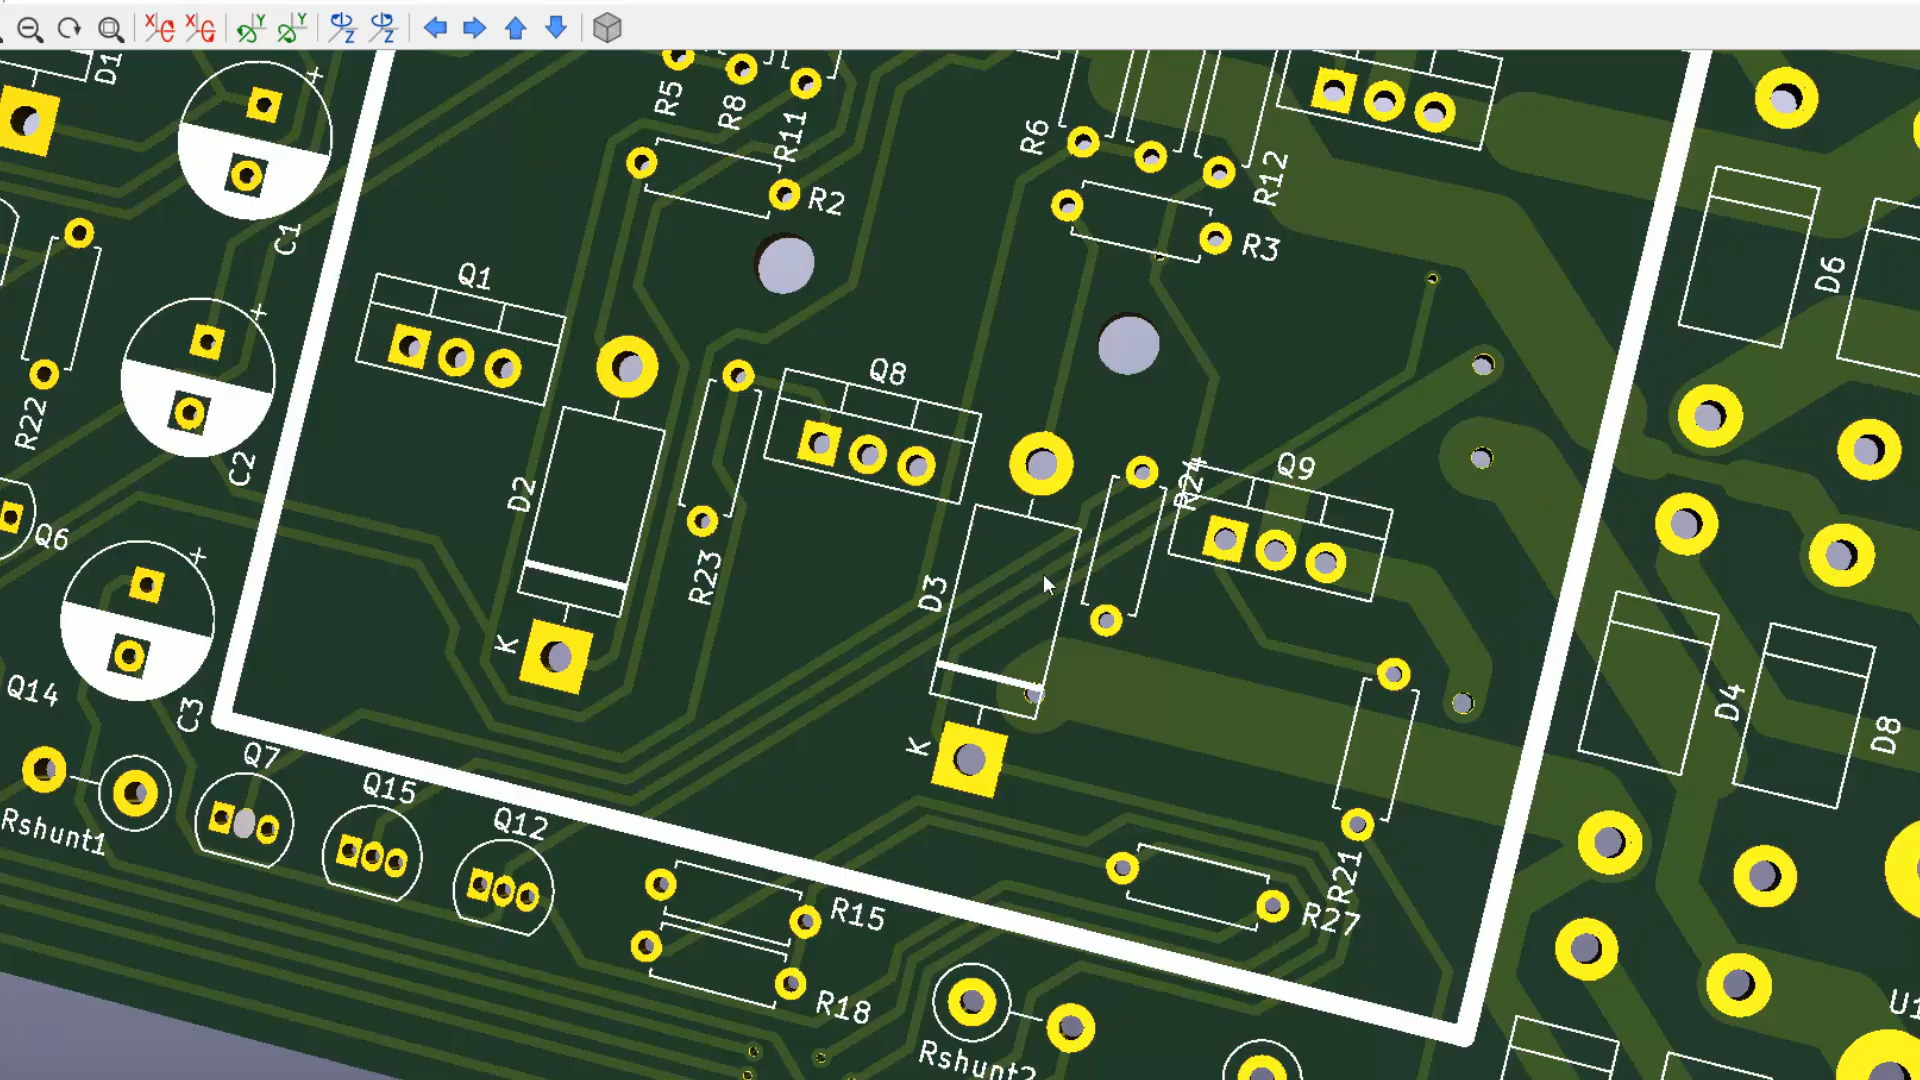 D1
+
C1
R5
R8
R11
R2
R6
R12
R3
D6
Q1
+
C2
R22
Q8
Q9
R24
D2
R23
D3
Q6
+
K
C3
Q14
D4
D8
K
Q7
Q15
Q12
Rshunt1
R15
R18
R21
R27
Rshunt2